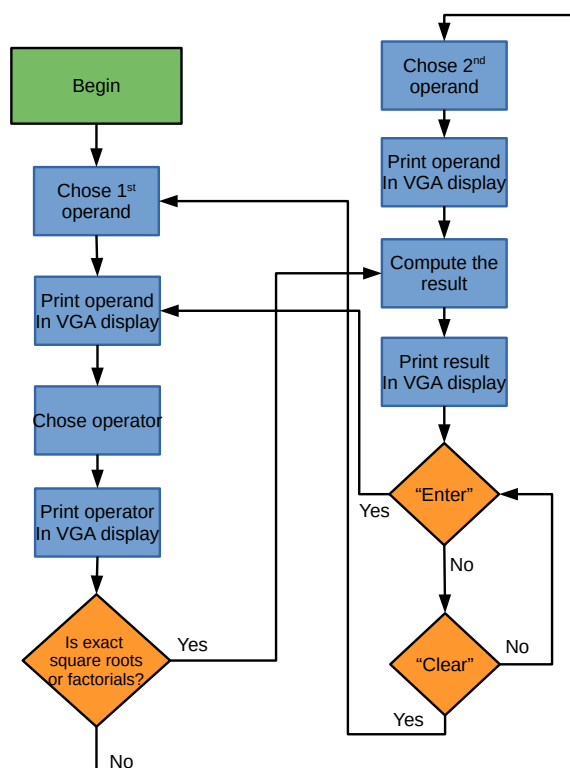 Begin
Chose 1st
operand
Print operand
In VGA display
Chose operator
Print operator
In VGA display
Is exact
square roots
or factorials?
Yes
No
Chose 2nd
operand
Print operand
In VGA display
Compute the
result
Print result
In VGA display
“Enter”
Yes
No
“Clear”
No
Yes